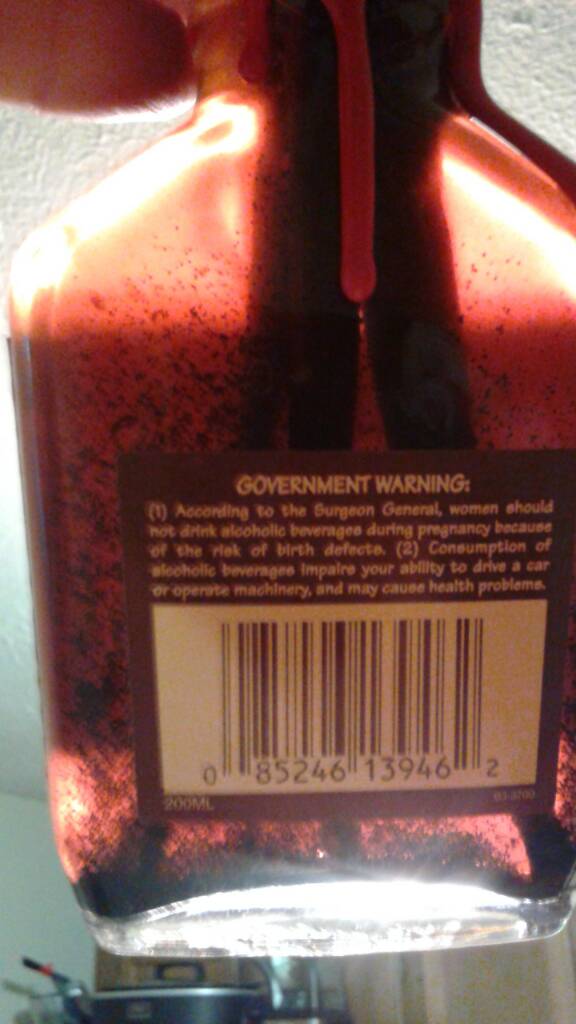 GOVERNMENT WARNING:
(1) According to the Surgeon General, women should
not drink alcoholic beverages during pregnancy because
of the risk of birth defects. (2) Consumption of
alcoholic beverages impairs your ability to drive a car
or operate machinery, and may cause health problems.
0 85246 13946 2
200ML 03-3700